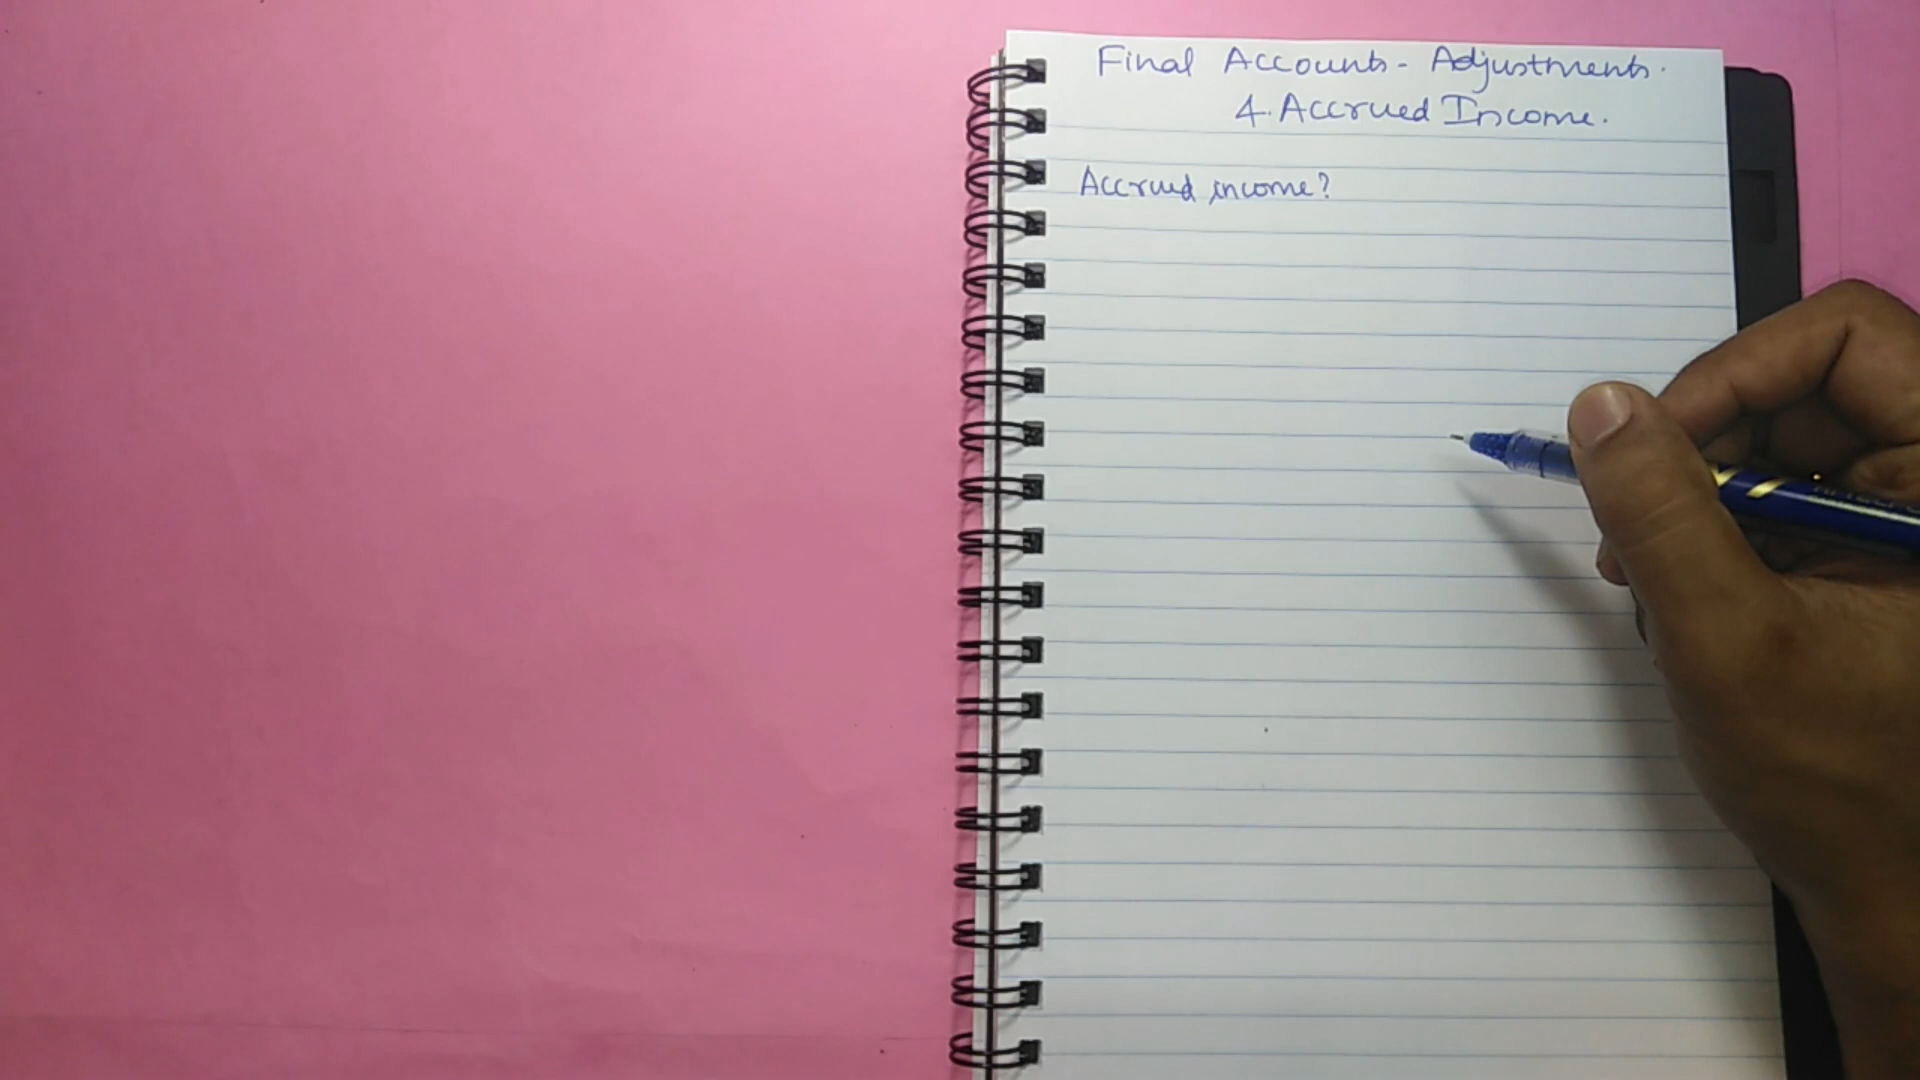 Final Accounts - Adjustments.
4. Accrued Income.
Accrued income?